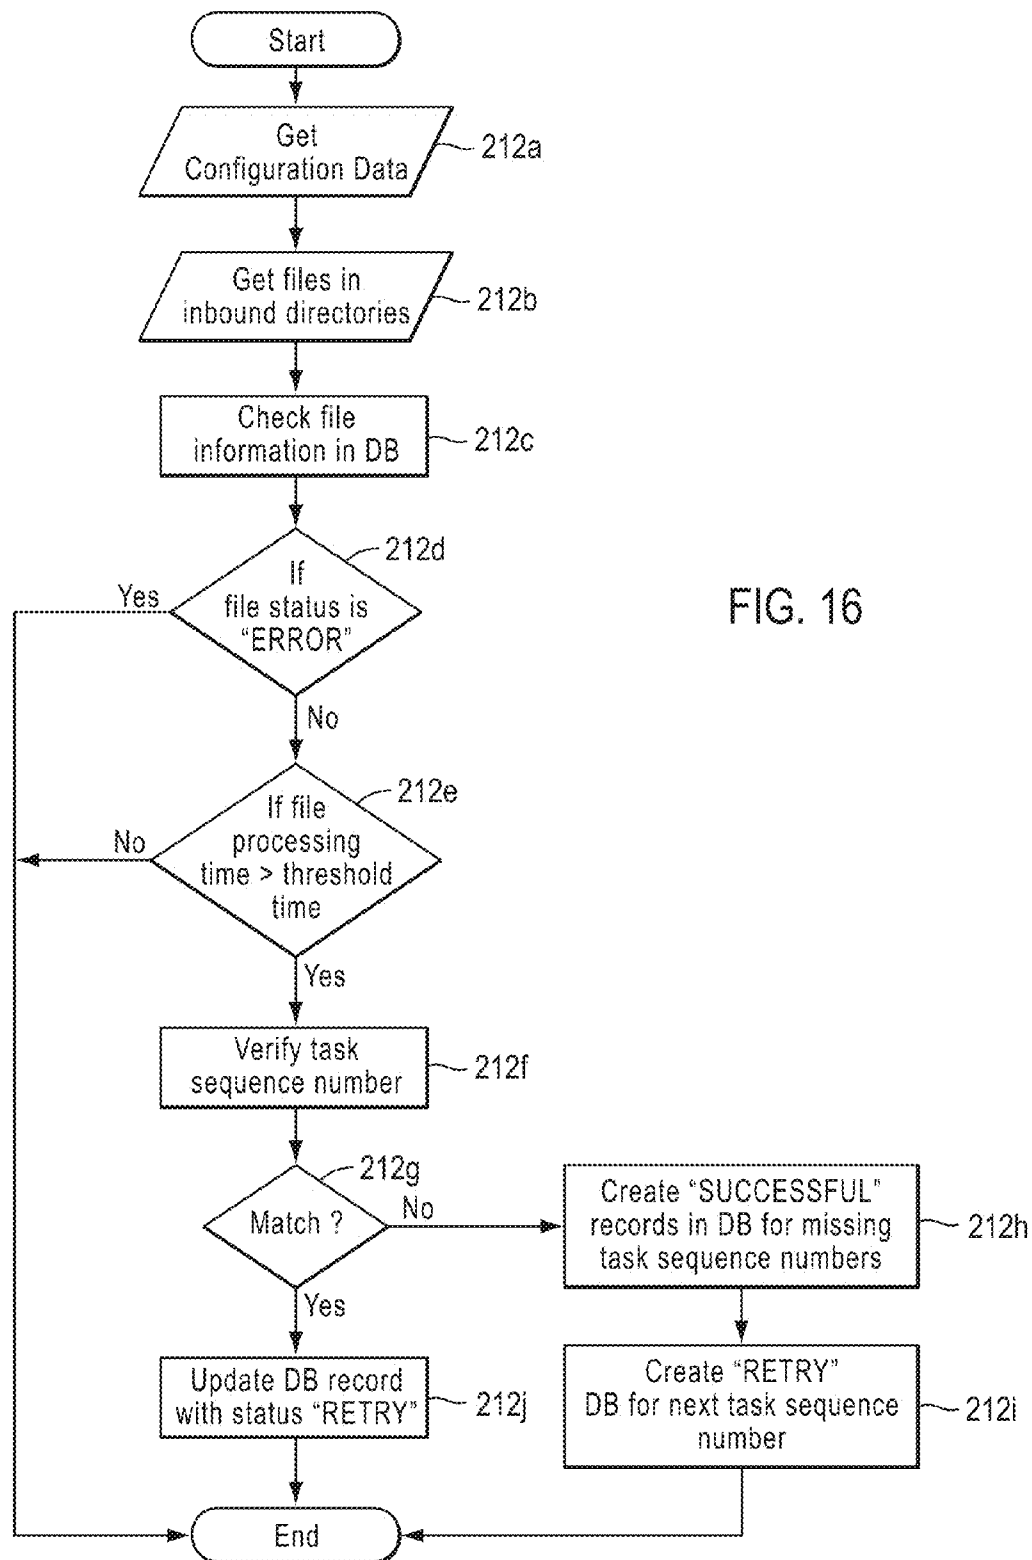 Start
Get
Configuration Data
212a
Get files in
inbound directories
212b
Check file
information in DB
212c
212d
If
file status is
“ERROR”
Yes
No
FIG. 16
212e
If file
processing
time > threshold
time
No
Yes
Verify task
sequence number
212f
212g
Match ?
No
Yes
Create “SUCCESSFUL”
records in DB for missing
task sequence numbers
212h
Update DB record
with status “RETRY”
212j
Create “RETRY”
DB for next task sequence
number
212i
End